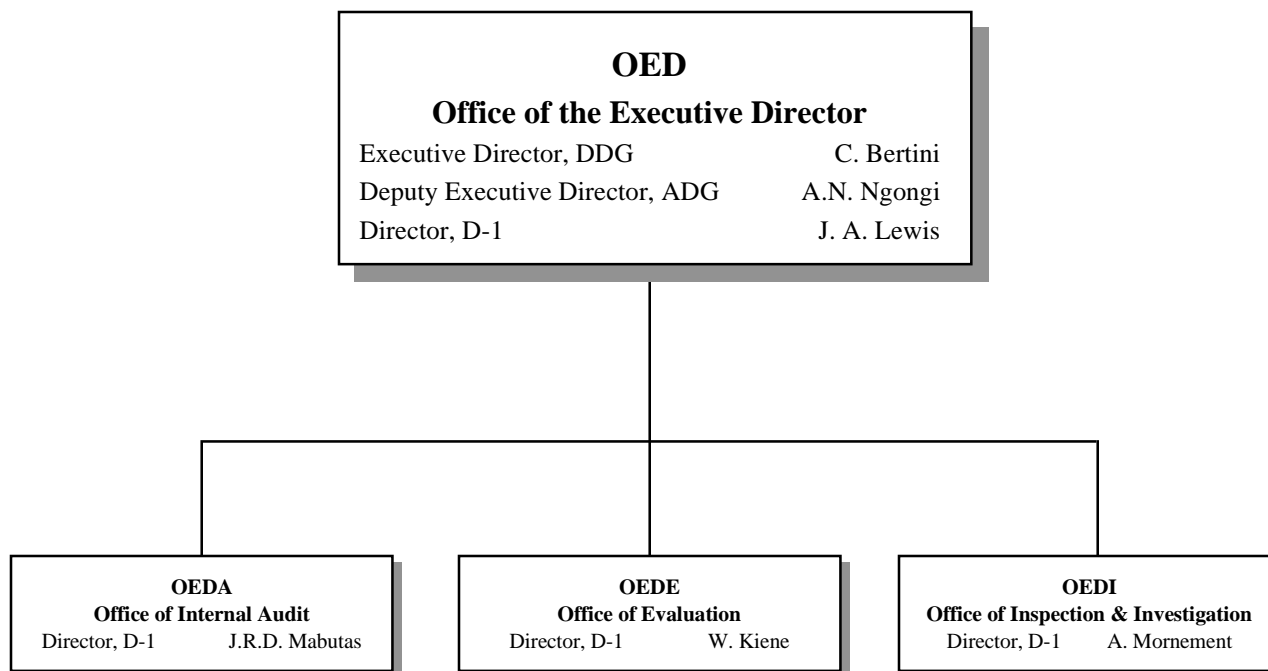 OED
Office of the Executive Director
Executive Director, DDG C. Bertini
Deputy Executive Director, ADG A.N. Ngongi
Director, D-1 J. A. Lewis
OEDA
Office of Internal Audit
Director, D-1 J.R.D. Mabutas
OEDE
Office of Evaluation
Director, D-1 W. Kiene
OEDI
Office of Inspection & Investigation
Director, D-1 A. Mornement